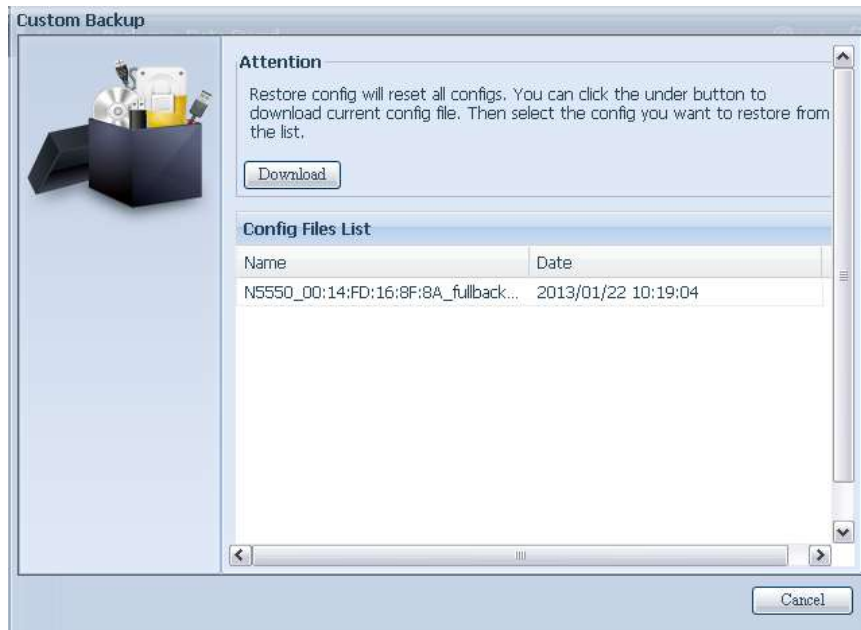 Custom Backup
Attention
Restore config will reset all configs. You can click the under button to
download current config file. Then select the config you want to restore from
the list.
Download
Config Files List
Name Date
N5550_00:14:FD:16:8F:8A_fullback... 2013/01/22 10:19:04
Cancel